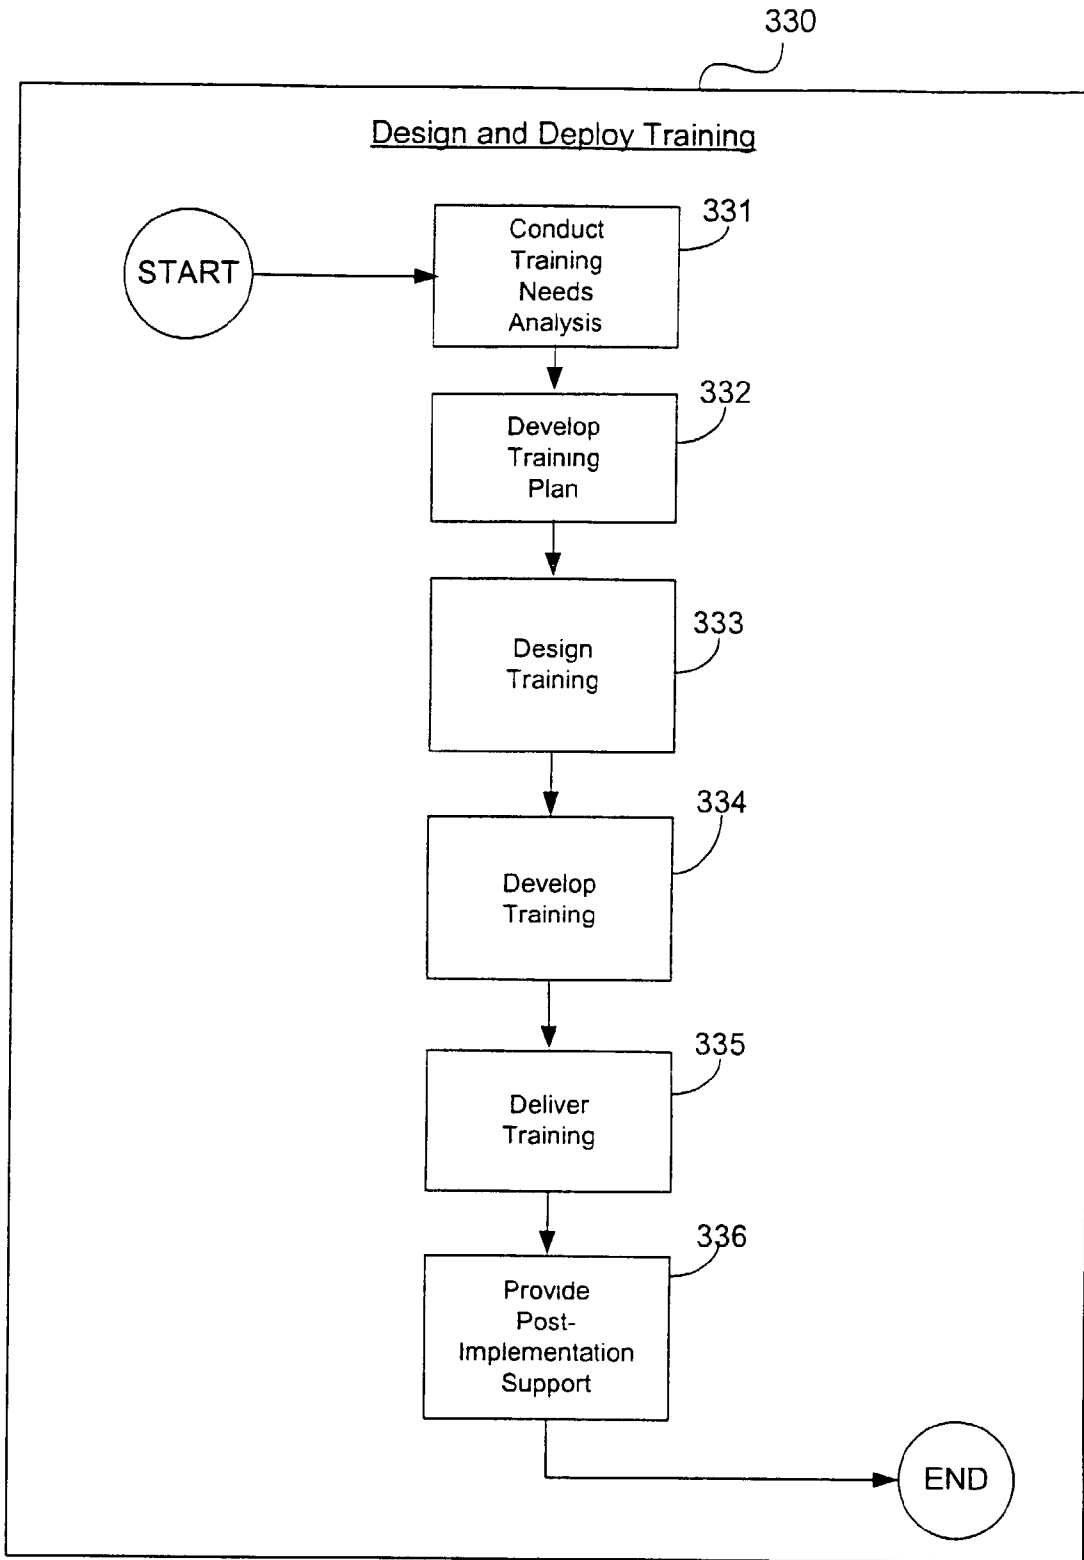 330
Design and Deploy Training
START
Conduct
Training
Needs
Analysis
331
Develop
Training
Plan
332
Design
Training
333
Develop
Training
334
Deliver
Training
335
Provide
Post-
Implementation
Support
336
END